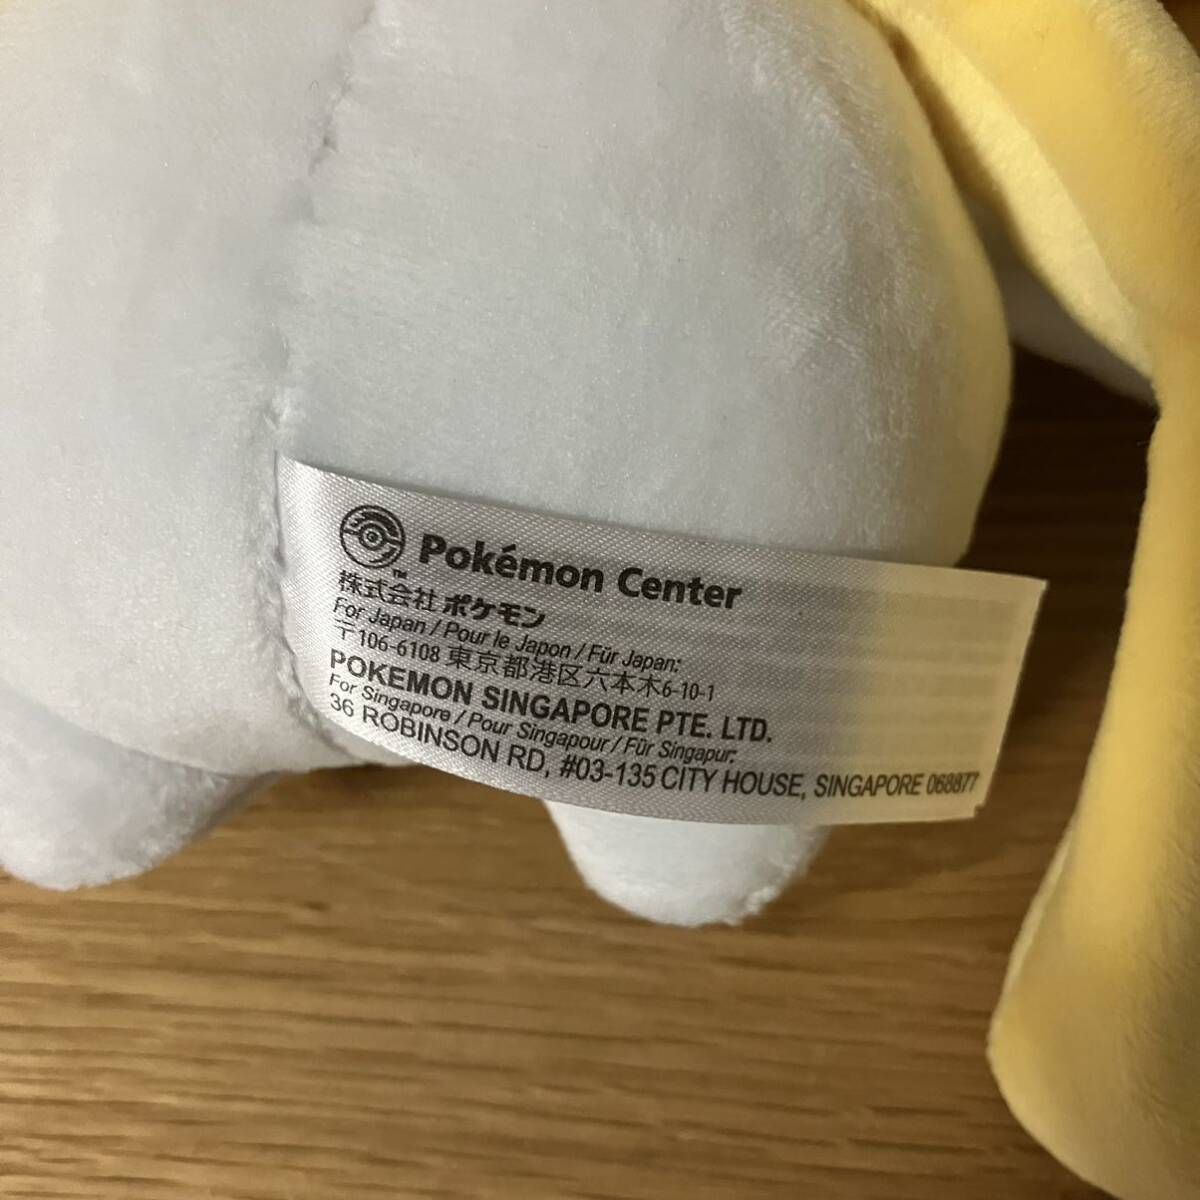 Pokémon Center
™
株式会社 ポケモン
For Japan / Pour le Japon / Für Japan:
〒106-6108 東京都港区六本木6-10-1
POKEMON SINGAPORE PTE. LTD.
For Singapore / Pour Singapour / Für Singapur:
36 ROBINSON RD, #03-135 CITY HOUSE, SINGAPORE 068877